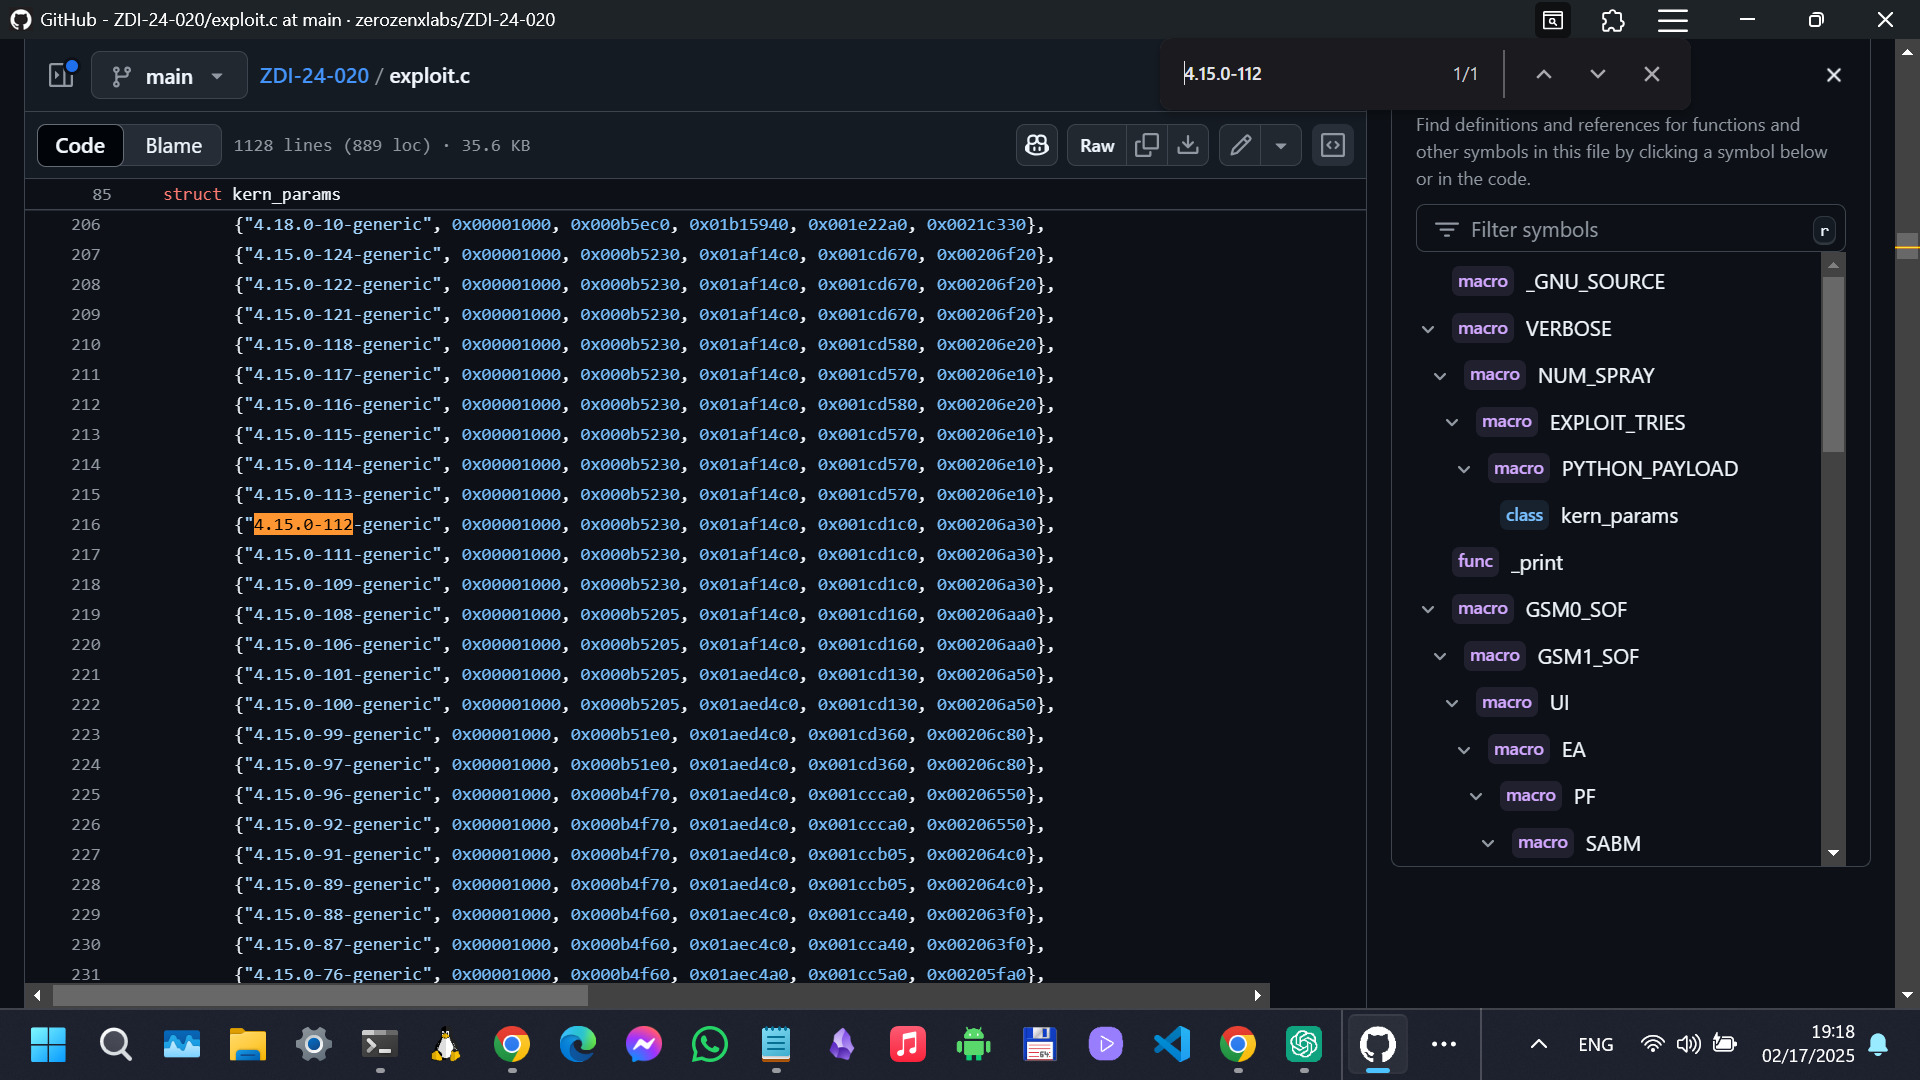 GitHub - ZDI-24-020/exploit.c at main · zerozenxlabs/ZDI-24-020
main
ZDI-24-020 / exploit.c
4.15.0-112
1/1
Code
Blame
1128 lines (889 loc) · 35.6 KB
Raw
85 struct kern_params
206 {"4.18.0-10-generic", 0x00001000, 0x000b5ec0, 0x01b15940, 0x001e22a0, 0x0021c330},
207 {"4.15.0-124-generic", 0x00001000, 0x000b5230, 0x01af14c0, 0x001cd670, 0x00206f20},
208 {"4.15.0-122-generic", 0x00001000, 0x000b5230, 0x01af14c0, 0x001cd670, 0x00206f20},
209 {"4.15.0-121-generic", 0x00001000, 0x000b5230, 0x01af14c0, 0x001cd670, 0x00206f20},
210 {"4.15.0-118-generic", 0x00001000, 0x000b5230, 0x01af14c0, 0x001cd580, 0x00206e20},
211 {"4.15.0-117-generic", 0x00001000, 0x000b5230, 0x01af14c0, 0x001cd570, 0x00206e10},
212 {"4.15.0-116-generic", 0x00001000, 0x000b5230, 0x01af14c0, 0x001cd580, 0x00206e20},
213 {"4.15.0-115-generic", 0x00001000, 0x000b5230, 0x01af14c0, 0x001cd570, 0x00206e10},
214 {"4.15.0-114-generic", 0x00001000, 0x000b5230, 0x01af14c0, 0x001cd570, 0x00206e10},
215 {"4.15.0-113-generic", 0x00001000, 0x000b5230, 0x01af14c0, 0x001cd570, 0x00206e10},
216 {"4.15.0-112-generic", 0x00001000, 0x000b5230, 0x01af14c0, 0x001cd1c0, 0x00206a30},
217 {"4.15.0-111-generic", 0x00001000, 0x000b5230, 0x01af14c0, 0x001cd1c0, 0x00206a30},
218 {"4.15.0-109-generic", 0x00001000, 0x000b5230, 0x01af14c0, 0x001cd1c0, 0x00206a30},
219 {"4.15.0-108-generic", 0x00001000, 0x000b5205, 0x01af14c0, 0x001cd160, 0x00206aa0},
220 {"4.15.0-106-generic", 0x00001000, 0x000b5205, 0x01af14c0, 0x001cd160, 0x00206aa0},
221 {"4.15.0-101-generic", 0x00001000, 0x000b5205, 0x01aed4c0, 0x001cd130, 0x00206a50},
222 {"4.15.0-100-generic", 0x00001000, 0x000b5205, 0x01aed4c0, 0x001cd130, 0x00206a50},
223 {"4.15.0-99-generic", 0x00001000, 0x000b51e0, 0x01aed4c0, 0x001cd360, 0x00206c80},
224 {"4.15.0-97-generic", 0x00001000, 0x000b51e0, 0x01aed4c0, 0x001cd360, 0x00206c80},
225 {"4.15.0-96-generic", 0x00001000, 0x000b4f70, 0x01aed4c0, 0x001ccca0, 0x00206550},
226 {"4.15.0-92-generic", 0x00001000, 0x000b4f70, 0x01aed4c0, 0x001ccca0, 0x00206550},
227 {"4.15.0-91-generic", 0x00001000, 0x000b4f70, 0x01aed4c0, 0x001ccb05, 0x002064c0},
228 {"4.15.0-89-generic", 0x00001000, 0x000b4f70, 0x01aed4c0, 0x001ccb05, 0x002064c0},
229 {"4.15.0-88-generic", 0x00001000, 0x000b4f60, 0x01aec4c0, 0x001cca40, 0x002063f0},
230 {"4.15.0-87-generic", 0x00001000, 0x000b4f60, 0x01aec4c0, 0x001cca40, 0x002063f0},
231 {"4.15.0-76-generic", 0x00001000, 0x000b4f60, 0x01aec4a0, 0x001cc5a0, 0x00205fa0},
Find definitions and references for functions and
other symbols in this file by clicking a symbol below
or in the code.
Filter symbols
r
macro _GNU_SOURCE
macro VERBOSE
macro NUM_SPRAY
macro EXPLOIT_TRIES
macro PYTHON_PAYLOAD
class kern_params
func _print
macro GSM0_SOF
macro GSM1_SOF
macro UI
macro EA
macro PF
macro SABM
64
ENG
19:18
02/17/2025